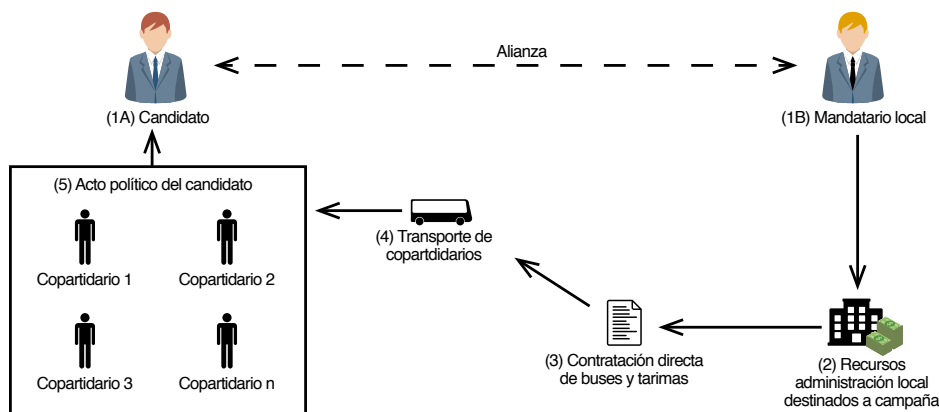 Alianza
(1A) Candidato
(1B) Mandatario local
(5) Acto político del candidato
Copartidario 1
Copartidario 2
Copartidario 3
Copartidario n
(4) Transporte de
copartdidarios
(3) Contratación directa
de buses y tarimas
(2) Recursos
administración local
destinados a campaña